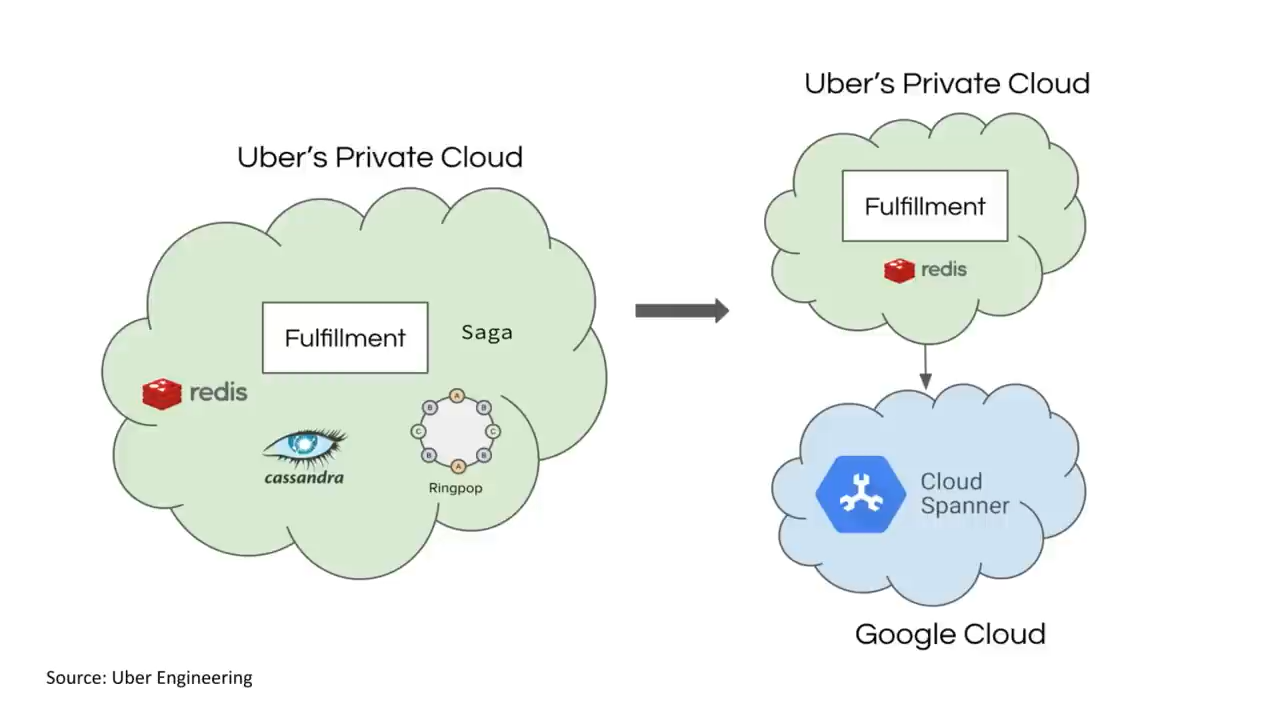 Uber's Private Cloud
Fulfillment
Saga
redis
cassandra
A
B
B
C
C
B
B
A
Ringpop
Uber's Private Cloud
Fulfillment
redis
Cloud
Spanner
Google Cloud
Source: Uber Engineering